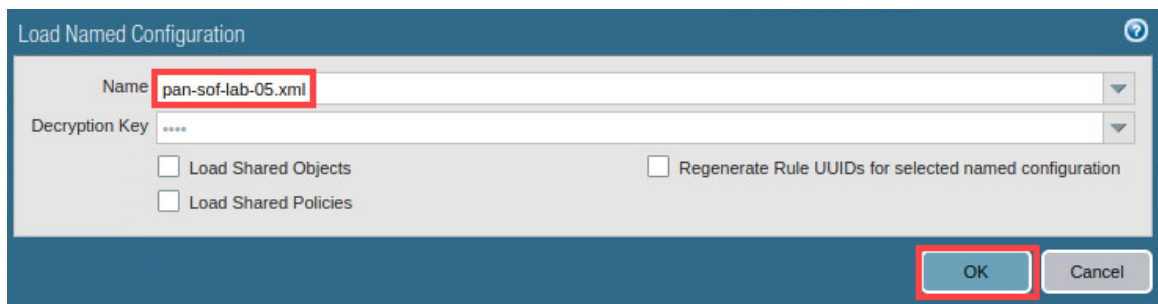 Load Named Configuration
Name pan-sof-lab-05.xml
Decryption Key ••••
Load Shared Objects Regenerate Rule UUIDs for selected named configuration
Load Shared Policies
OK Cancel